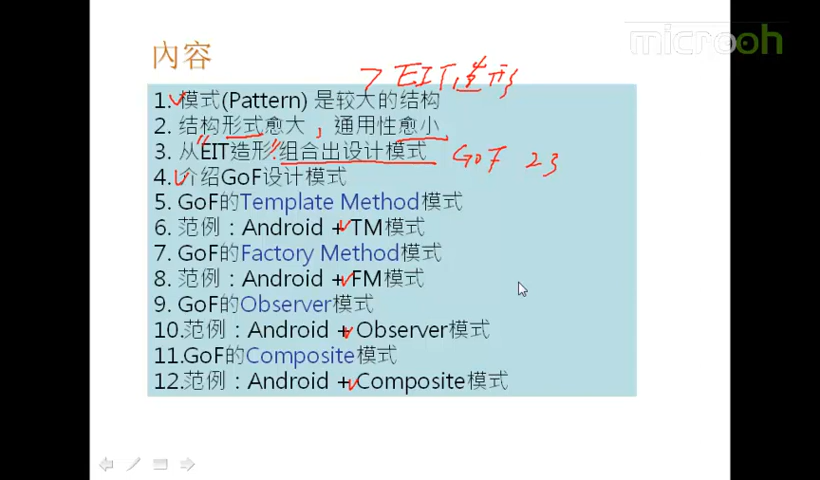 microoh
內容
>EIT造形
1. 模式(Pattern) 是较大的结构
2. 结构形式愈大，通用性愈小
3. 从“EIT造形”组合出设计模式 GoF 23
4. 介绍GoF设计模式
5. GoF的Template Method模式
6. 范例：Android + TM模式
7. GoF的Factory Method模式
8. 范例：Android + FM模式
9. GoF的Observer模式
10.范例：Android + Observer模式
11.GoF的Composite模式
12.范例：Android + Composite模式